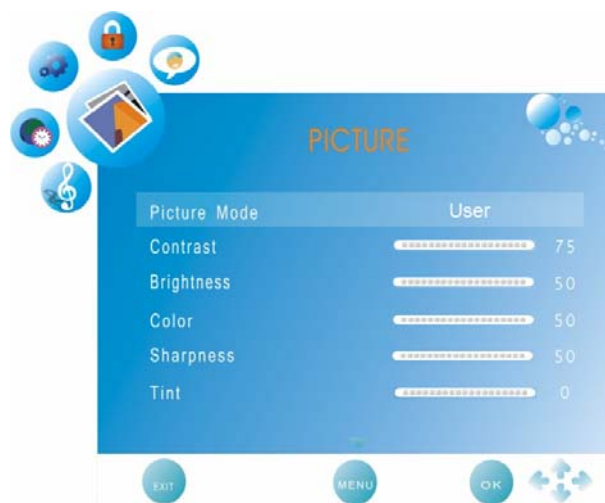 PICTURE
Picture Mode User
Contrast 75
Brightness 50
Color 50
Sharpness 50
Tint 0
EXIT MENU OK